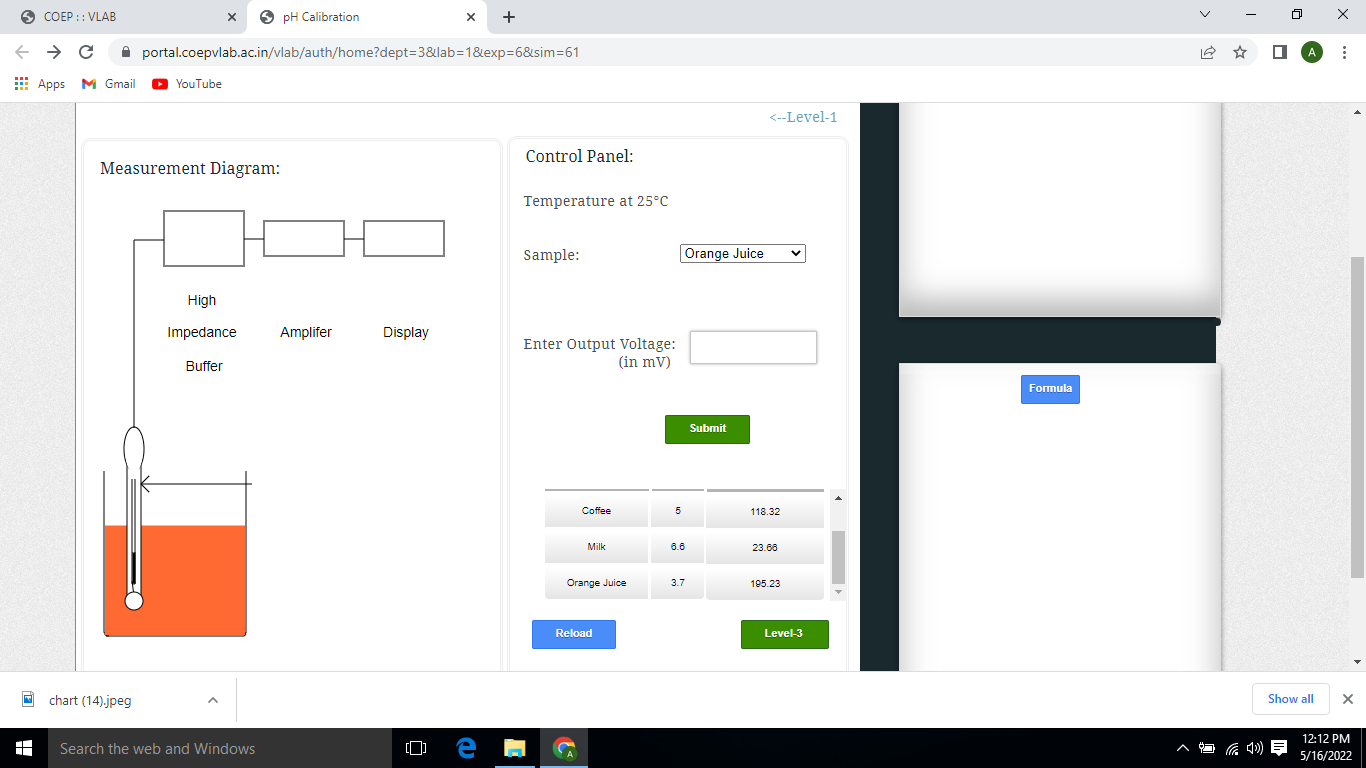 COEP : : VLAB
pH Calibration
portal.coepvlab.ac.in/vlab/auth/home?dept=3&lab=1&exp=6&sim=61
A
Apps
Gmail
YouTube
<--Level-1
Measurement Diagram:
High
Impedance
Buffer
Amplifer
Display
Control Panel:
Temperature at 25°C
Sample:
Orange Juice
Enter Output Voltage:
(in mV)
Submit
Coffee 5 118.32
Milk 6.6 23.66
Orange Juice 3.7 195.23
Reload
Level-3
Formula
chart (14).jpeg
Show all
Search the web and Windows
A
12:12 PM
5/16/2022